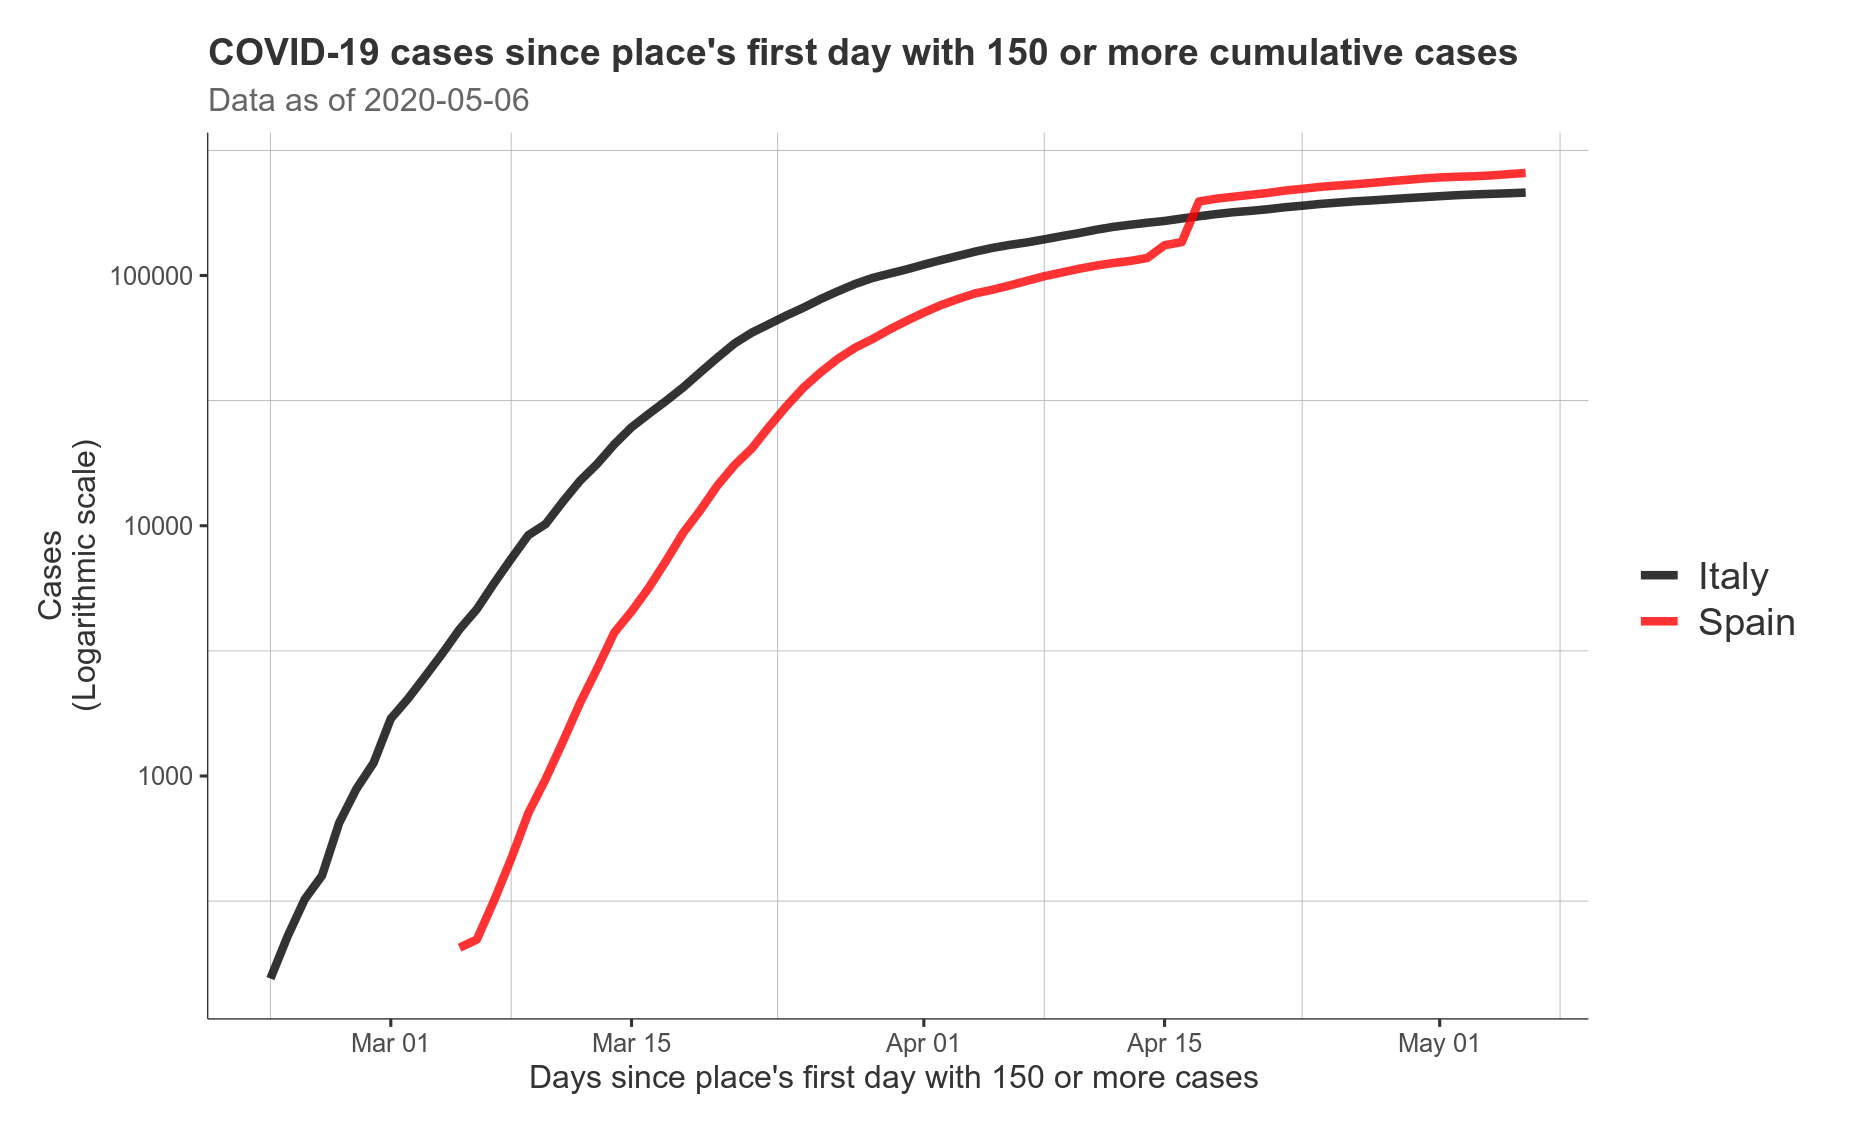 COVID-19 cases since place's first day with 150 or more cumulative cases
Data as of 2020-05-06
Cases
(Logarithmic scale)
100000
10000
1000
Italy
Spain
Mar 01
Mar 15
Apr 01
Apr 15
May 01
Days since place's first day with 150 or more cases